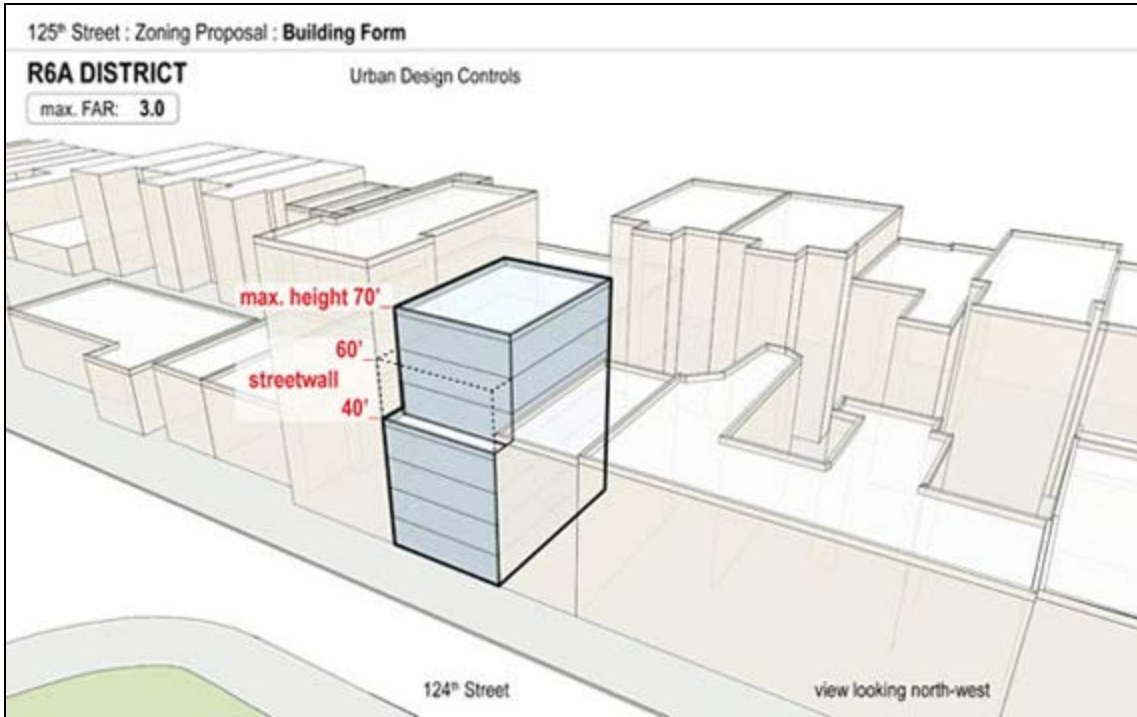 125th Street : Zoning Proposal : Building Form
R6A DISTRICT
Urban Design Controls
max. FAR: 3.0
max. height 70'
60'
streetwall
40'
124th Street
view looking north-west